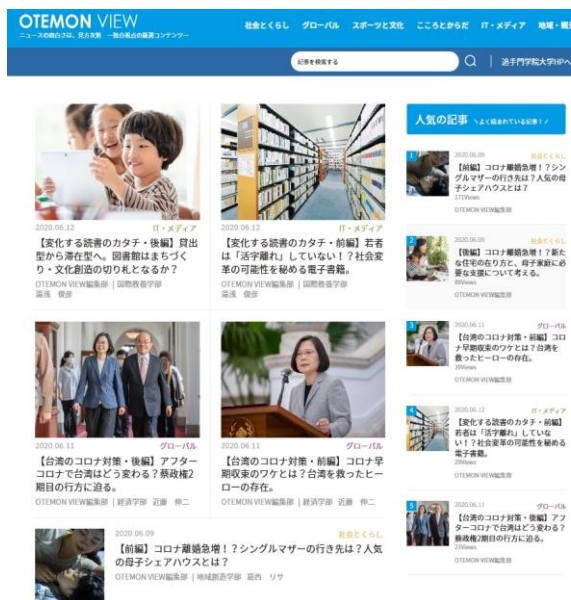 OTEMON VIEW
ニュースの面白さは、見方次第 ー独自視点の厳選コンテンツー
社会とくらし グローバル スポーツと文化 こころとからだ IT・メディア 地域・観
記事を検索する
追手門学院大学HPへ
2020.06.12 IT・メディア
【変化する読書のカタチ・後編】貸出
型から滞在型へ。図書館はまちづく
り・文化創造の切り札となるか？
OTEMON VIEW編集部 | 国際教養学部
湯浅 俊彦
2020.06.12 IT・メディア
【変化する読書のカタチ・前編】若者
は「活字離れ」していない！？社会変
革の可能性を秘める電子書籍。
OTEMON VIEW編集部 | 国際教養学部
湯浅 俊彦
2020.06.11 グローバル
【台湾のコロナ対策・後編】アフター
コロナで台湾はどう変わる？蔡政権2
期目の行方に迫る。
OTEMON VIEW編集部 | 経済学部 近藤 伸二
2020.06.11 グローバル
【台湾のコロナ対策・前編】コロナ早
期収束のワケとは？台湾を救ったヒー
ローの存在。
OTEMON VIEW編集部 | 経済学部 近藤 伸二
2020.06.09 社会とくらし
【前編】コロナ離婚急増！？シングルマザーの行き先は？人気
の母子シェアハウスとは？
OTEMON VIEW編集部 | 地域創造学部 葛西 リサ
人気の記事 \よく読まれている記事！/
1
2020.06.09 社会とくらし
【前編】コロナ離婚急増！？シン
グルマザーの行き先は？人気の母
子シェアハウスとは？
171Views
OTEMON VIEW編集部
2
2020.06.09 社会とくらし
【後編】コロナ離婚急増！？新た
な住宅の在り方と、母子家庭に必
要な支援について考える。
OTEMON VIEW編集部
3
2020.06.11 グローバル
【台湾のコロナ対策・前編】コロ
ナ早期収束のワケとは？台湾を
救ったヒーローの存在。
OTEMON VIEW編集部
4
2020.06.12 IT・メディア
【変化する読書のカタチ・前編】
若者は「活字離れ」していな
い！？社会変革の可能性を秘める
電子書籍。
OTEMON VIEW編集部
5
2020.06.11 グローバル
【台湾のコロナ対策・後編】アフ
ターコロナで台湾はどう変わる？
蔡政権2期目の行方に迫る。
OTEMON VIEW編集部